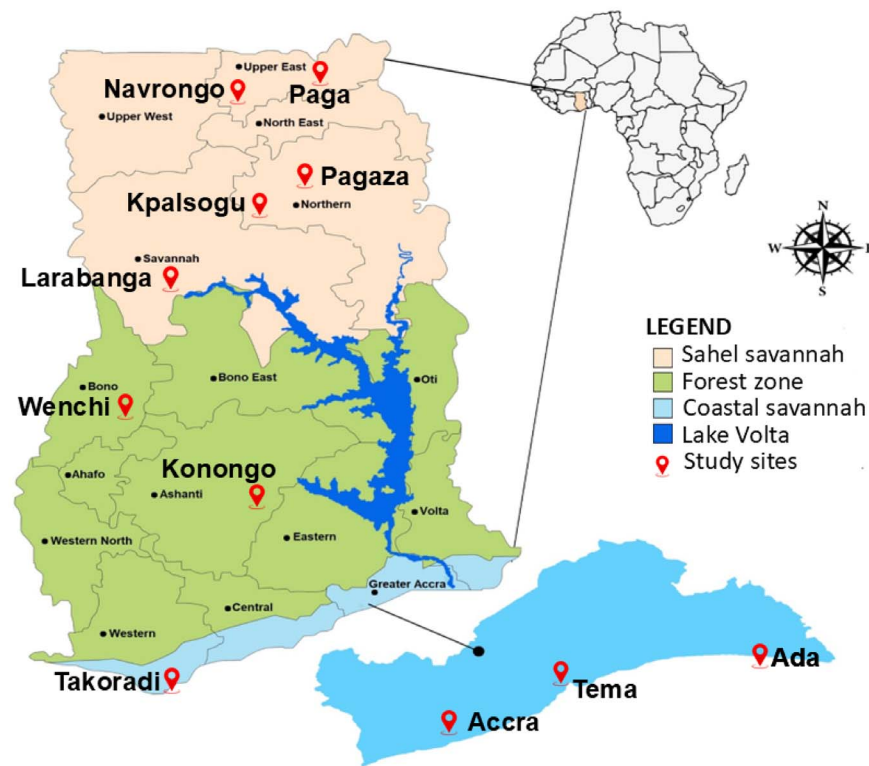 Upper East
Navrongo
Paga
Upper West
North East
Pagaza
Kpalsogu
Northern
Savannah
Larabanga
Bono
Bono East
Oti
Wenchi
Konongo
Ahafo
Ashanti
Volta
Western North
Eastern
Greater Accra
Central
Western
Takoradi
N
W
E
S
LEGEND
Sahel savannah
Forest zone
Coastal savannah
Lake Volta
Study sites
Ada
Tema
Accra